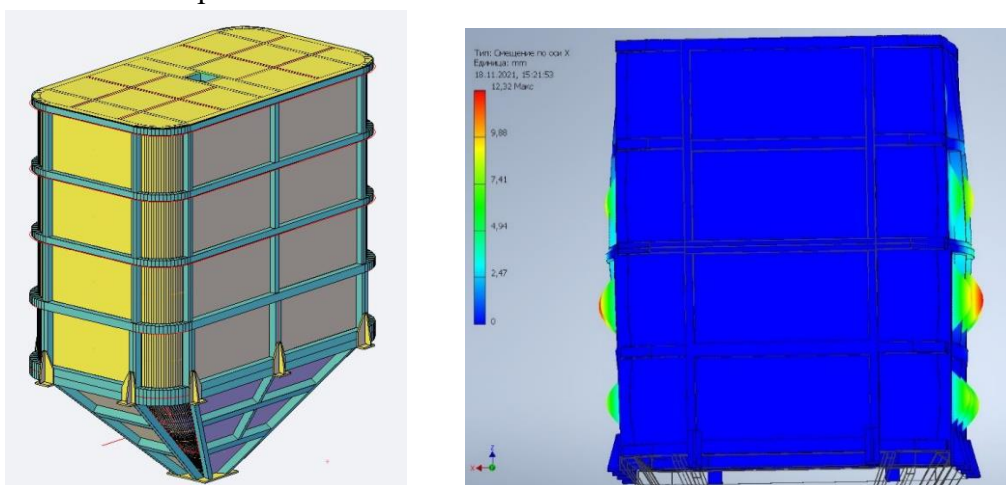 Тип: Смещение по оси X
Единица: mm
18.11.2021, 15:21:53
12,32 Макс
9,88
7,41
4,94
2,47
0
z
x